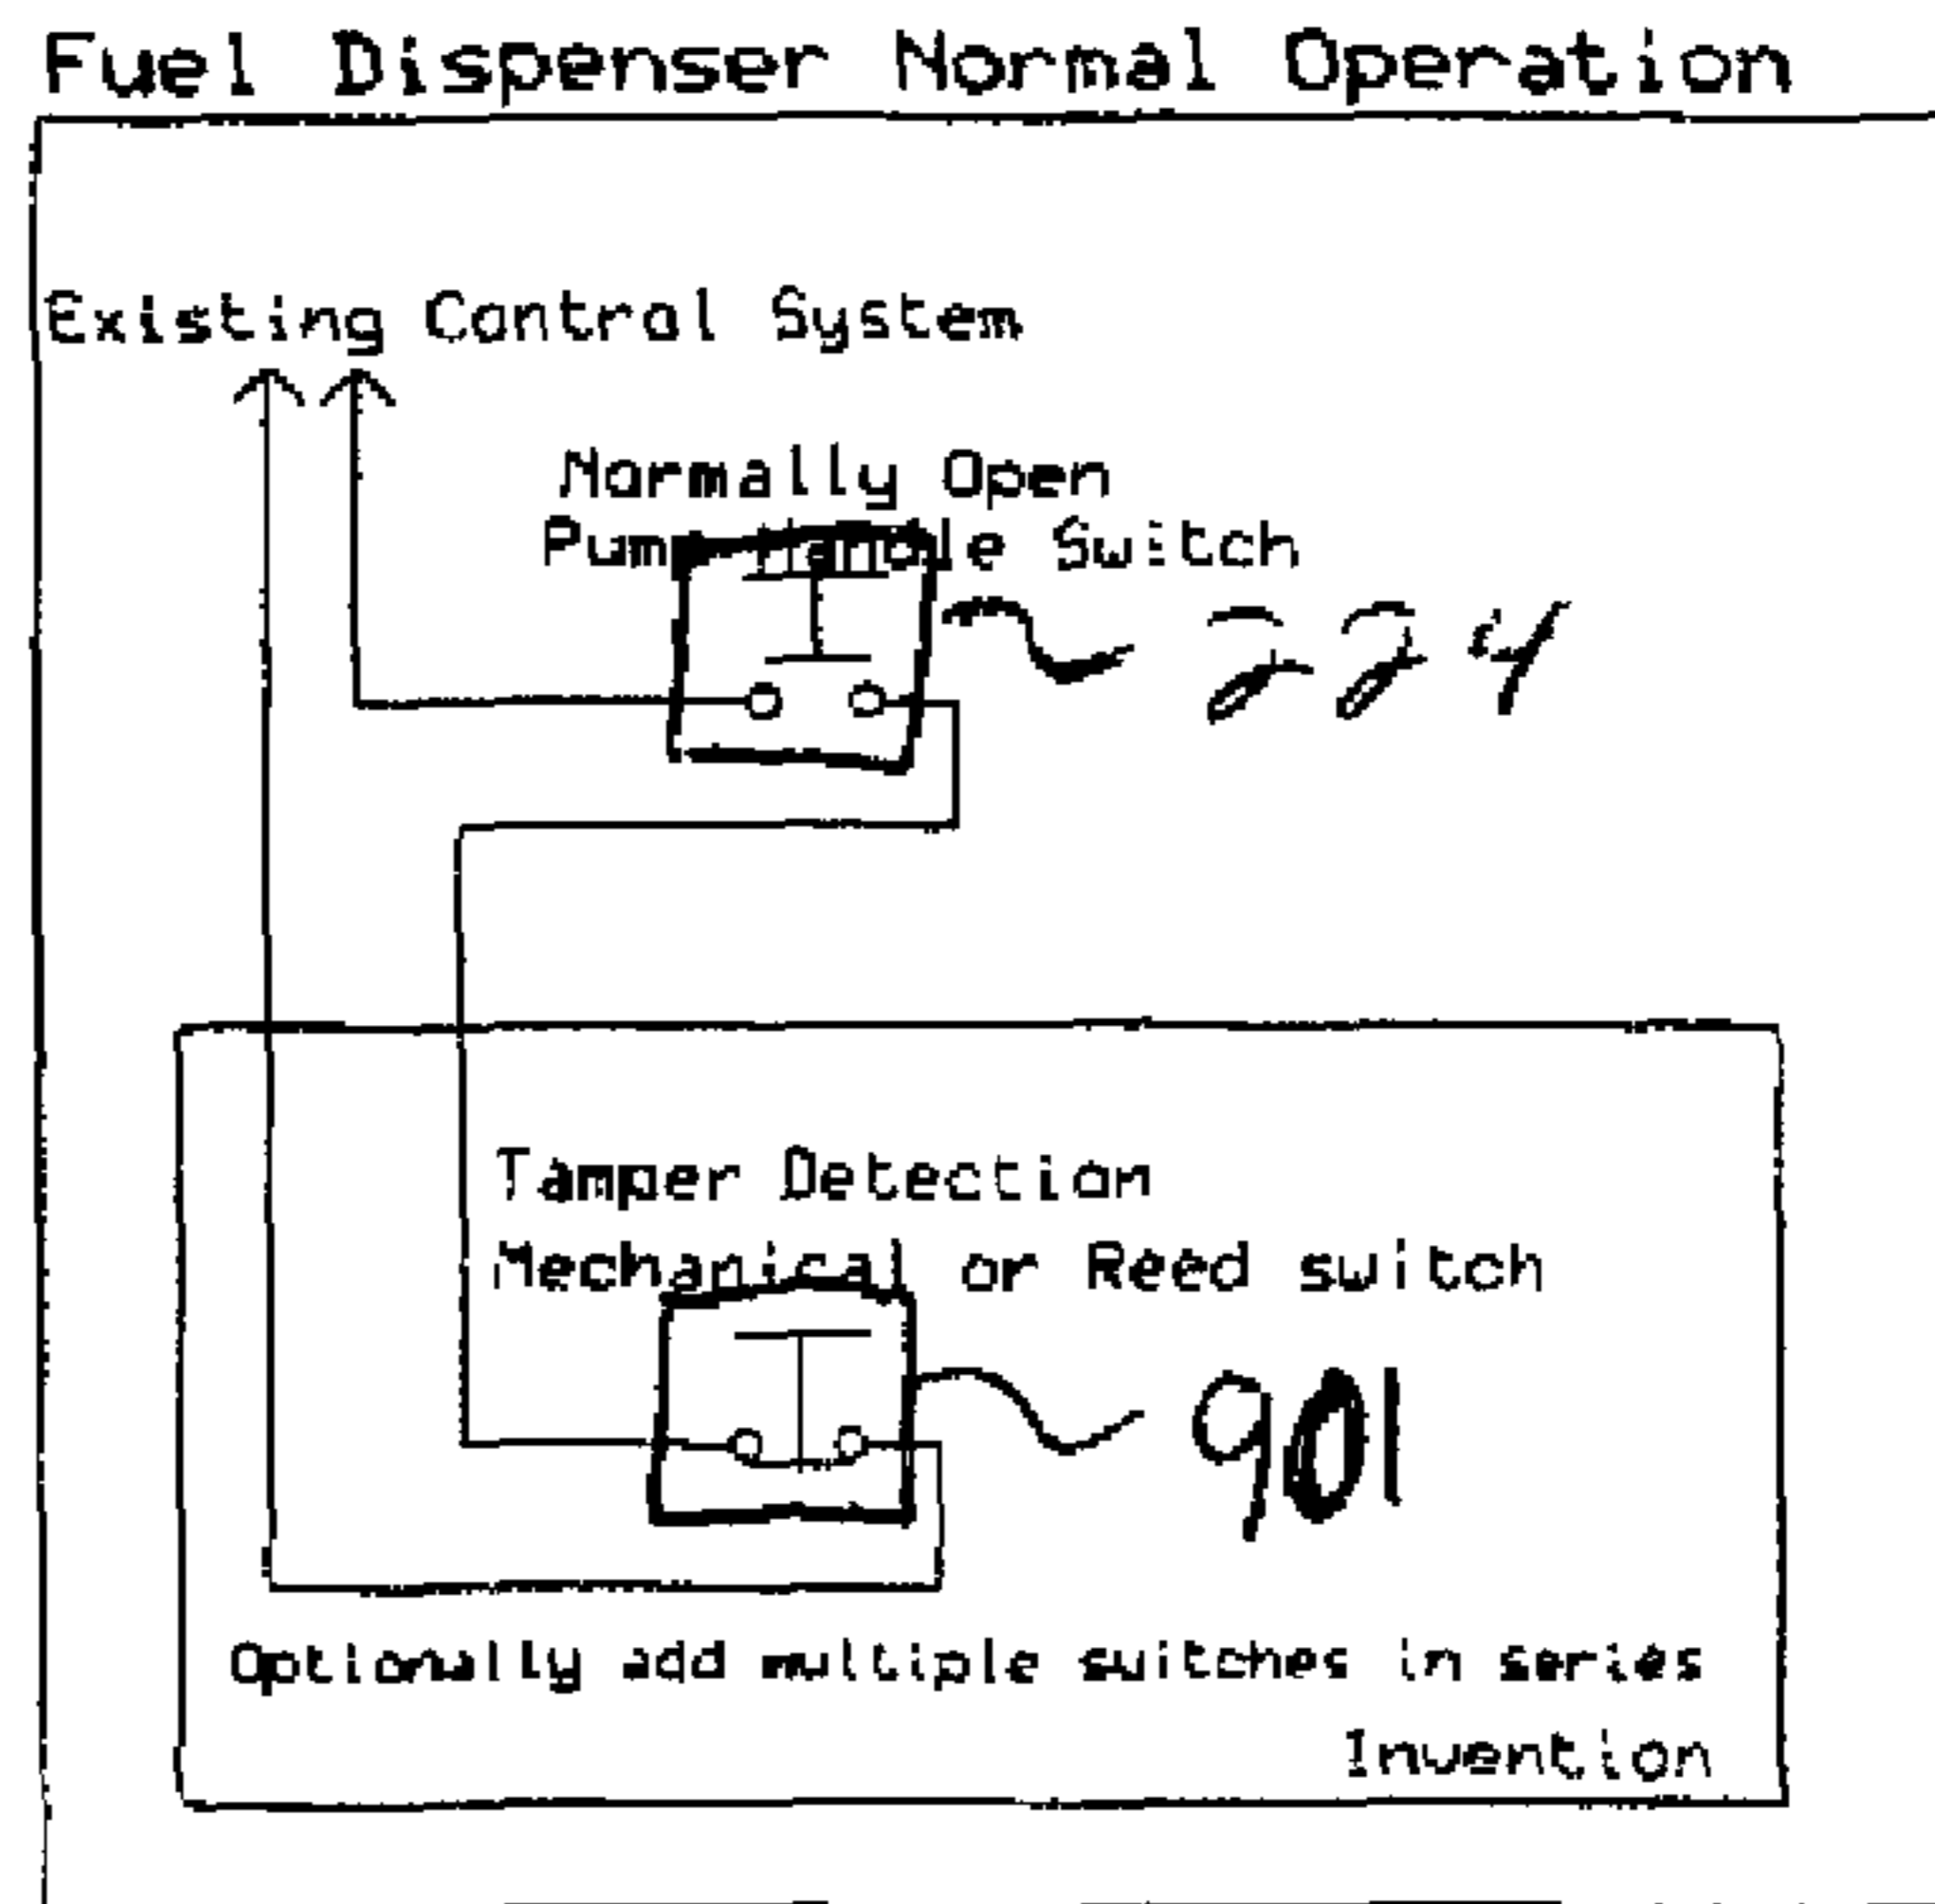 Fuel Dispenser Normal Operation
Existing Control System
Normally Open
Pump Handle Switch
224
Tamper Detection
Mechanical or Reed switch
901
Optionally add multiple switches in series
Invention